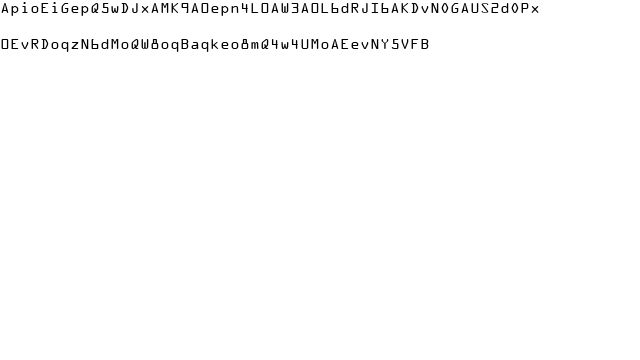 ApioEiGepQ5wDJxAMK9AOepn4LOAW3AOL6dRJI6AKDvN0GAUS2d0Px
OEvRDoqzN6dMoQW8oqBaqkeo8mQ4w4UMoAEevNY5VFB